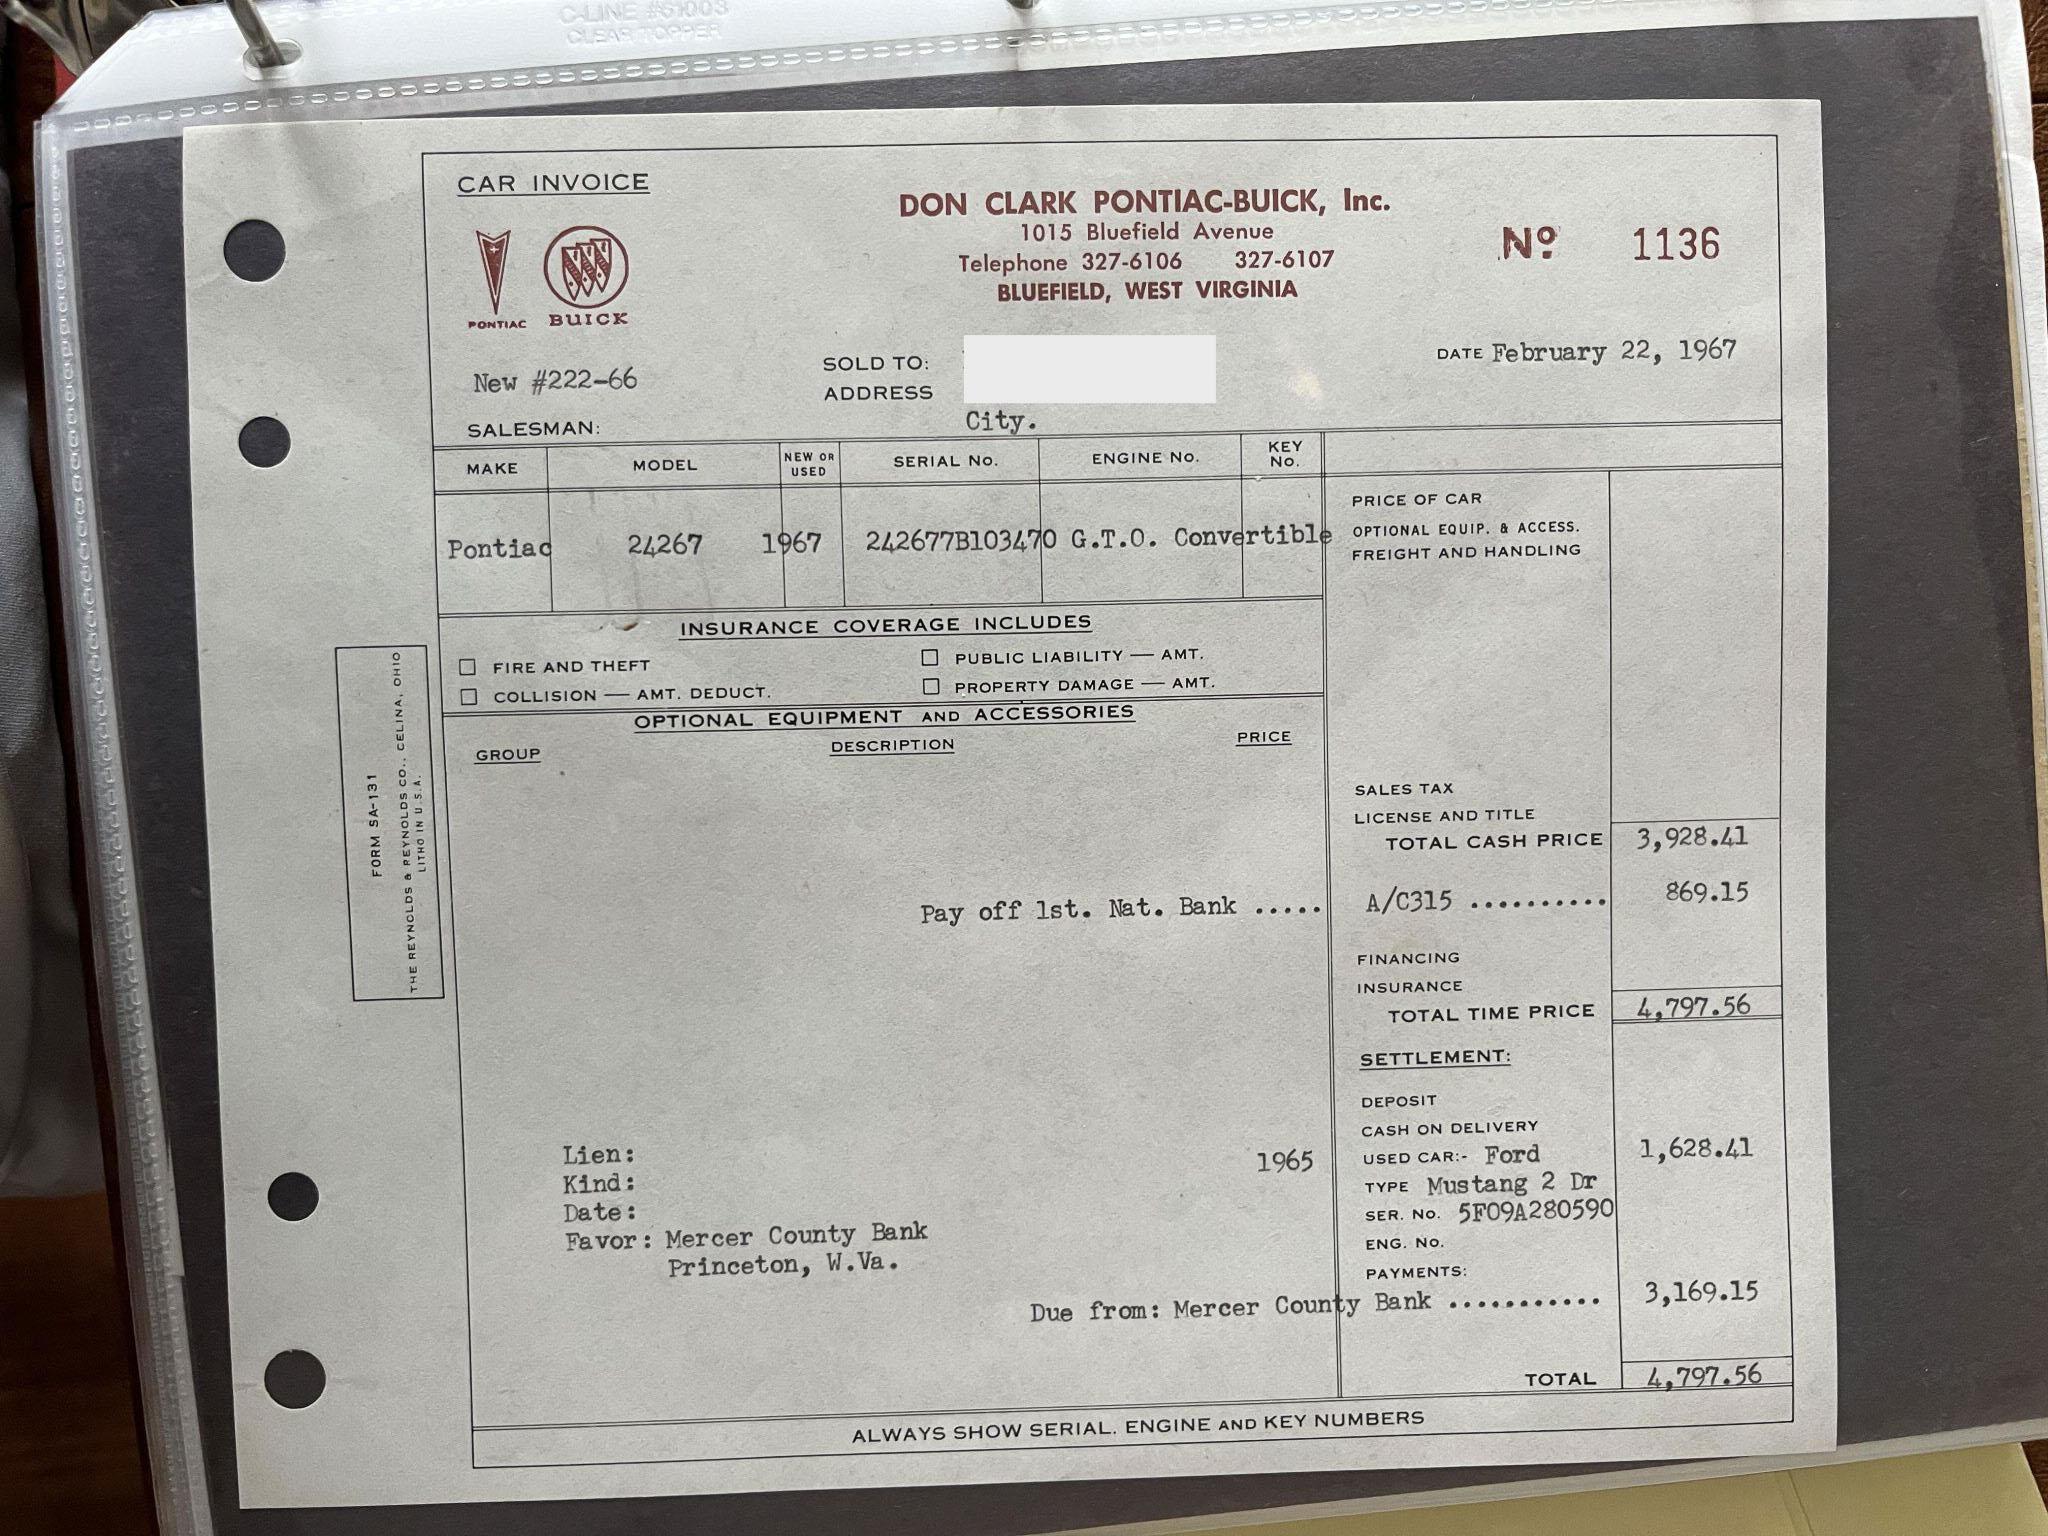 C-LINE #61003
CLEAR TOPPER
CAR INVOICE
DON CLARK PONTIAC-BUICK, Inc.
1015 Bluefield Avenue
Telephone 327-6106 327-6107
BLUEFIELD, WEST VIRGINIA
Nº 1136
PONTIAC BUICK
New #222-66
SOLD TO:
ADDRESS
City.
DATE February 22, 1967
SALESMAN:
MAKE MODEL NEW OR USED SERIAL No. ENGINE No. KEY No.
Pontiac 24267 1967 242677B103470 G.T.O. Convertible
PRICE OF CAR
OPTIONAL EQUIP. & ACCESS.
FREIGHT AND HANDLING
INSURANCE COVERAGE INCLUDES
FIRE AND THEFT PUBLIC LIABILITY — AMT.
COLLISION — AMT. DEDUCT. PROPERTY DAMAGE — AMT.
OPTIONAL EQUIPMENT AND ACCESSORIES
GROUP DESCRIPTION PRICE
SALES TAX
LICENSE AND TITLE
TOTAL CASH PRICE 3,928.41
Pay off 1st. Nat. Bank ..... A/C315 .......... 869.15
FINANCING
INSURANCE
TOTAL TIME PRICE 4,797.56
SETTLEMENT:
DEPOSIT
CASH ON DELIVERY
Lien: 1965 USED CAR:- Ford 1,628.41
Kind: TYPE Mustang 2 Dr
Date: SER. No. 5F09A280590
Favor: Mercer County Bank ENG. No.
Princeton, W.Va. PAYMENTS:
Due from: Mercer County Bank ........... 3,169.15
TOTAL 4,797.56
ALWAYS SHOW SERIAL. ENGINE AND KEY NUMBERS
FORM SA-131
THE REYNOLDS & REYNOLDS CO., CELINA, OHIO
LITHO IN U.S.A.